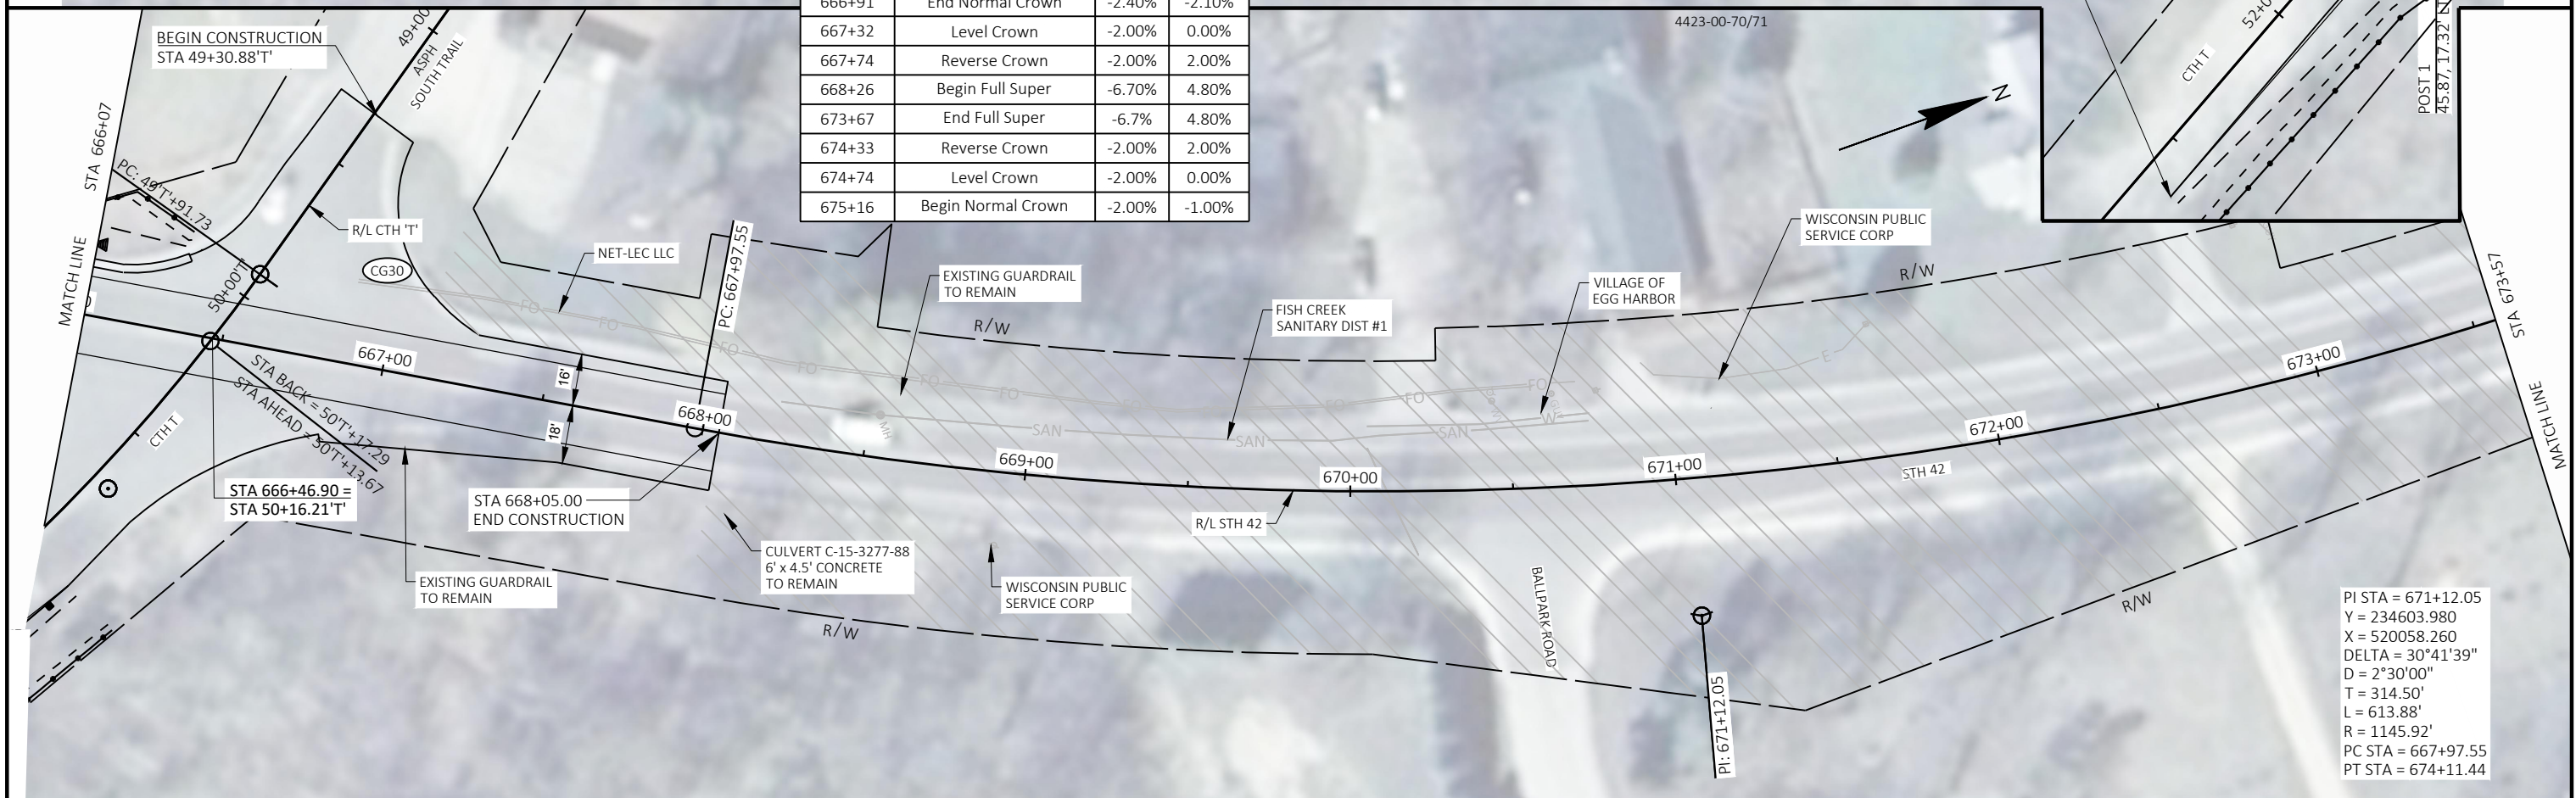 666+91 End Normal Crown -2.40% -2.10%
667+32 Level Crown -2.00% 0.00%
667+74 Reverse Crown -2.00% 2.00%
668+26 Begin Full Super -6.70% 4.80%
673+67 End Full Super -6.7% 4.80%
674+33 Reverse Crown -2.00% 2.00%
674+74 Level Crown -2.00% 0.00%
675+16 Begin Normal Crown -2.00% -1.00%
4423-00-70/71
BEGIN CONSTRUCTION
STA 49+30.88'T'
49+00
ASPH
SOUTH TRAIL
STA 666+07
MATCH LINE
PC: 49'T'+91.73
50+00'T'
R/L CTH 'T'
CG30
NET-LEC LLC
PC: 667+97.55
EXISTING GUARDRAIL
TO REMAIN
R/W
FISH CREEK
SANITARY DIST #1
VILLAGE OF
EGG HARBOR
WISCONSIN PUBLIC
SERVICE CORP
R/W
N
CTH T
POST 1
STA 673+57
MATCH LINE
FO
FO
FO
FO
FO
FO
FO
FO
FO
E
MH
SAN
SAN
SAN
W
667+00
16'
18'
668+00
669+00
670+00
671+00
672+00
673+00
STH 42
CTH T
STA BACK = 50'T'+17.29
STA AHEAD = 50'T'+13.67
STA 666+46.90 =
STA 50+16.21'T'
STA 668+05.00
END CONSTRUCTION
R/L STH 42
EXISTING GUARDRAIL
TO REMAIN
CULVERT C-15-3277-88
6' x 4.5' CONCRETE
TO REMAIN
WISCONSIN PUBLIC
SERVICE CORP
R/W
BALLPARK ROAD
PI: 671+12.05
R/W
PI STA = 671+12.05
Y = 234603.980
X = 520058.260
DELTA = 30°41'39"
D = 2°30'00"
T = 314.50'
L = 613.88'
R = 1145.92'
PC STA = 667+97.55
PT STA = 674+11.44